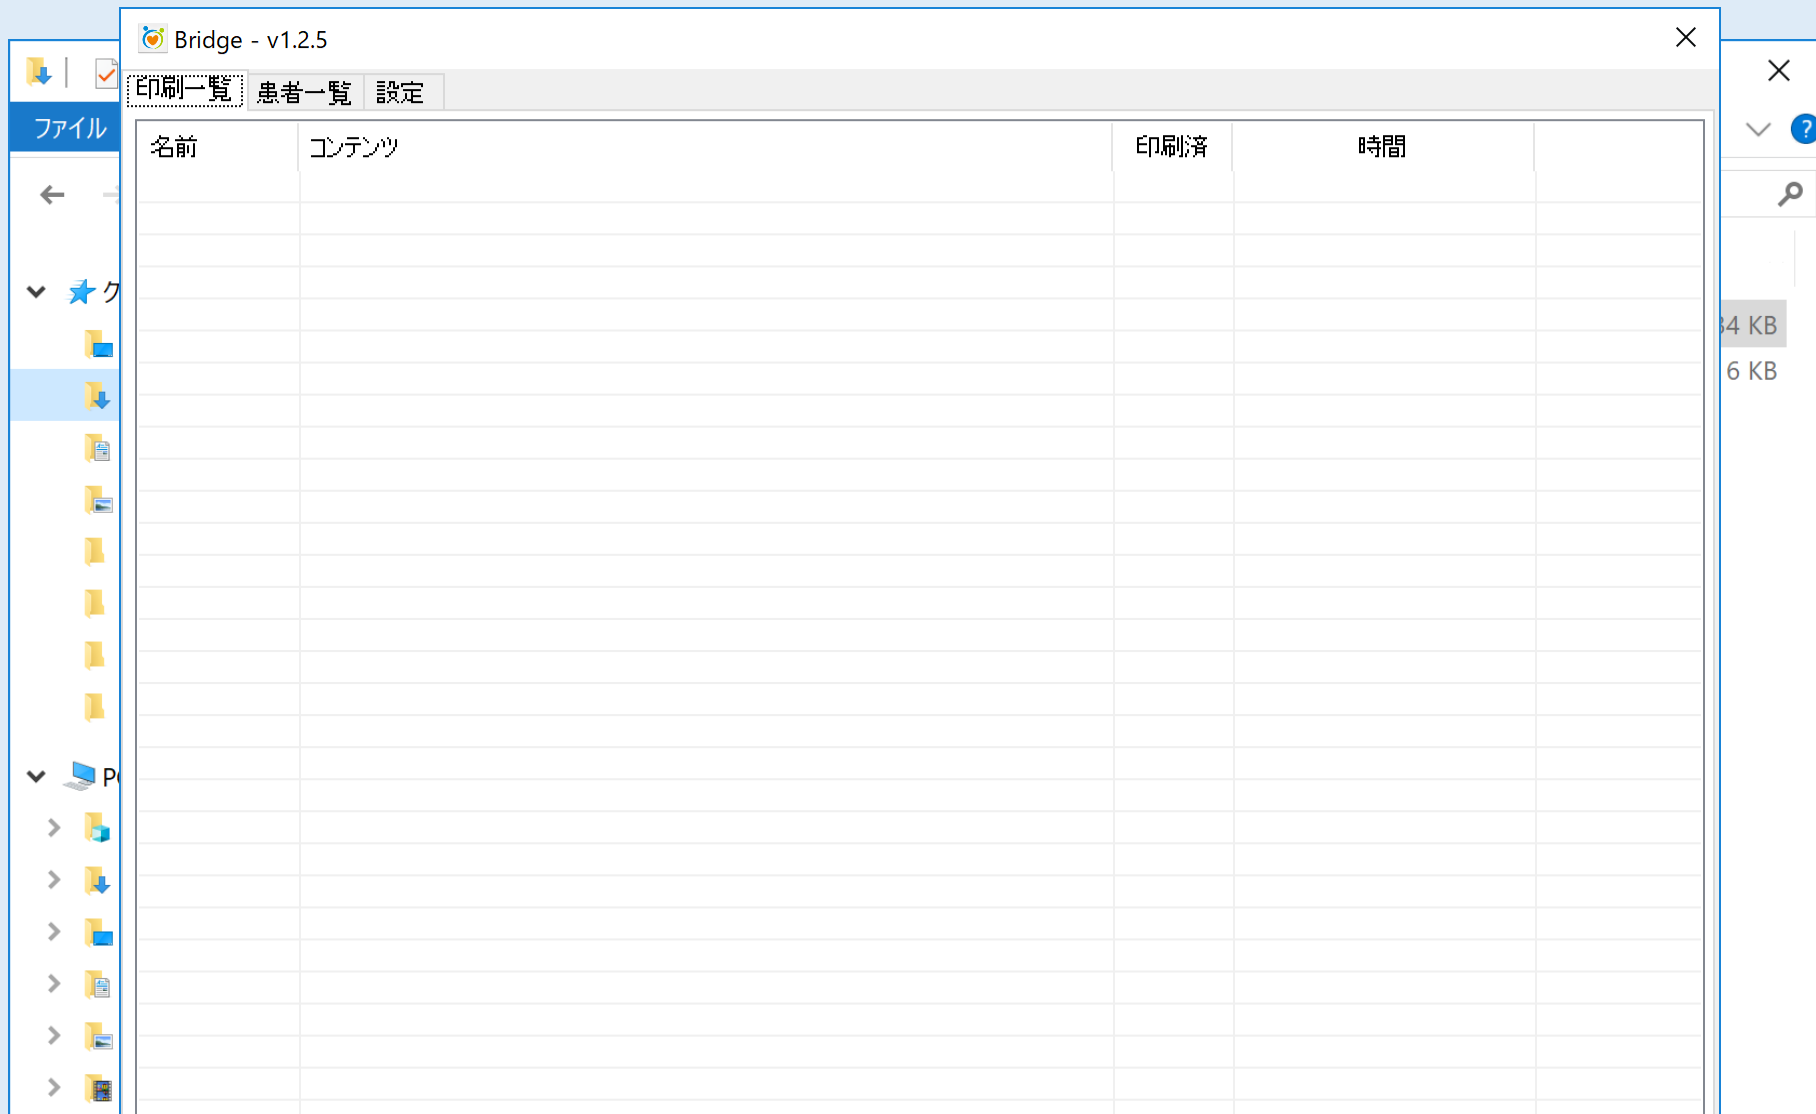 Bridge - v1.2.5
印刷一覧 患者一覧 設定
ファイル
名前 コンテンツ 印刷済 時間
ク
KB
6 KB